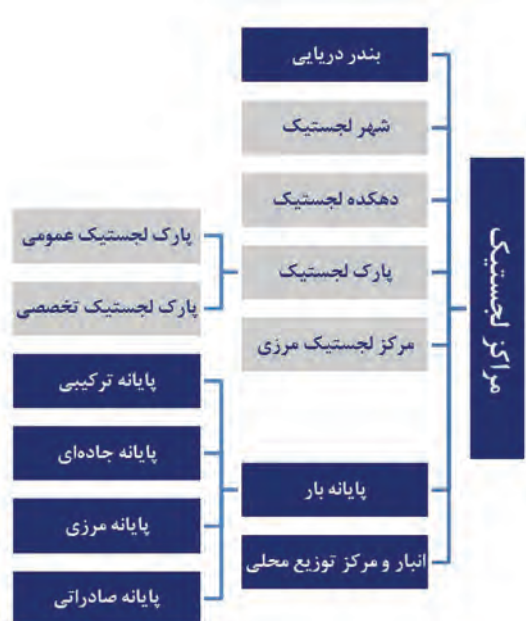 مراکز لجستیک
بندر دریایی
شهر لجستیک
دهکده لجستیک
پارک لجستیک
پارک لجستیک عمومی
پارک لجستیک تخصصی
مرکز لجستیک مرزی
پایانه بار
پایانه ترکیبی
پایانه جاده‌ای
پایانه مرزی
پایانه صادراتی
انبار و مرکز توزیع محلی